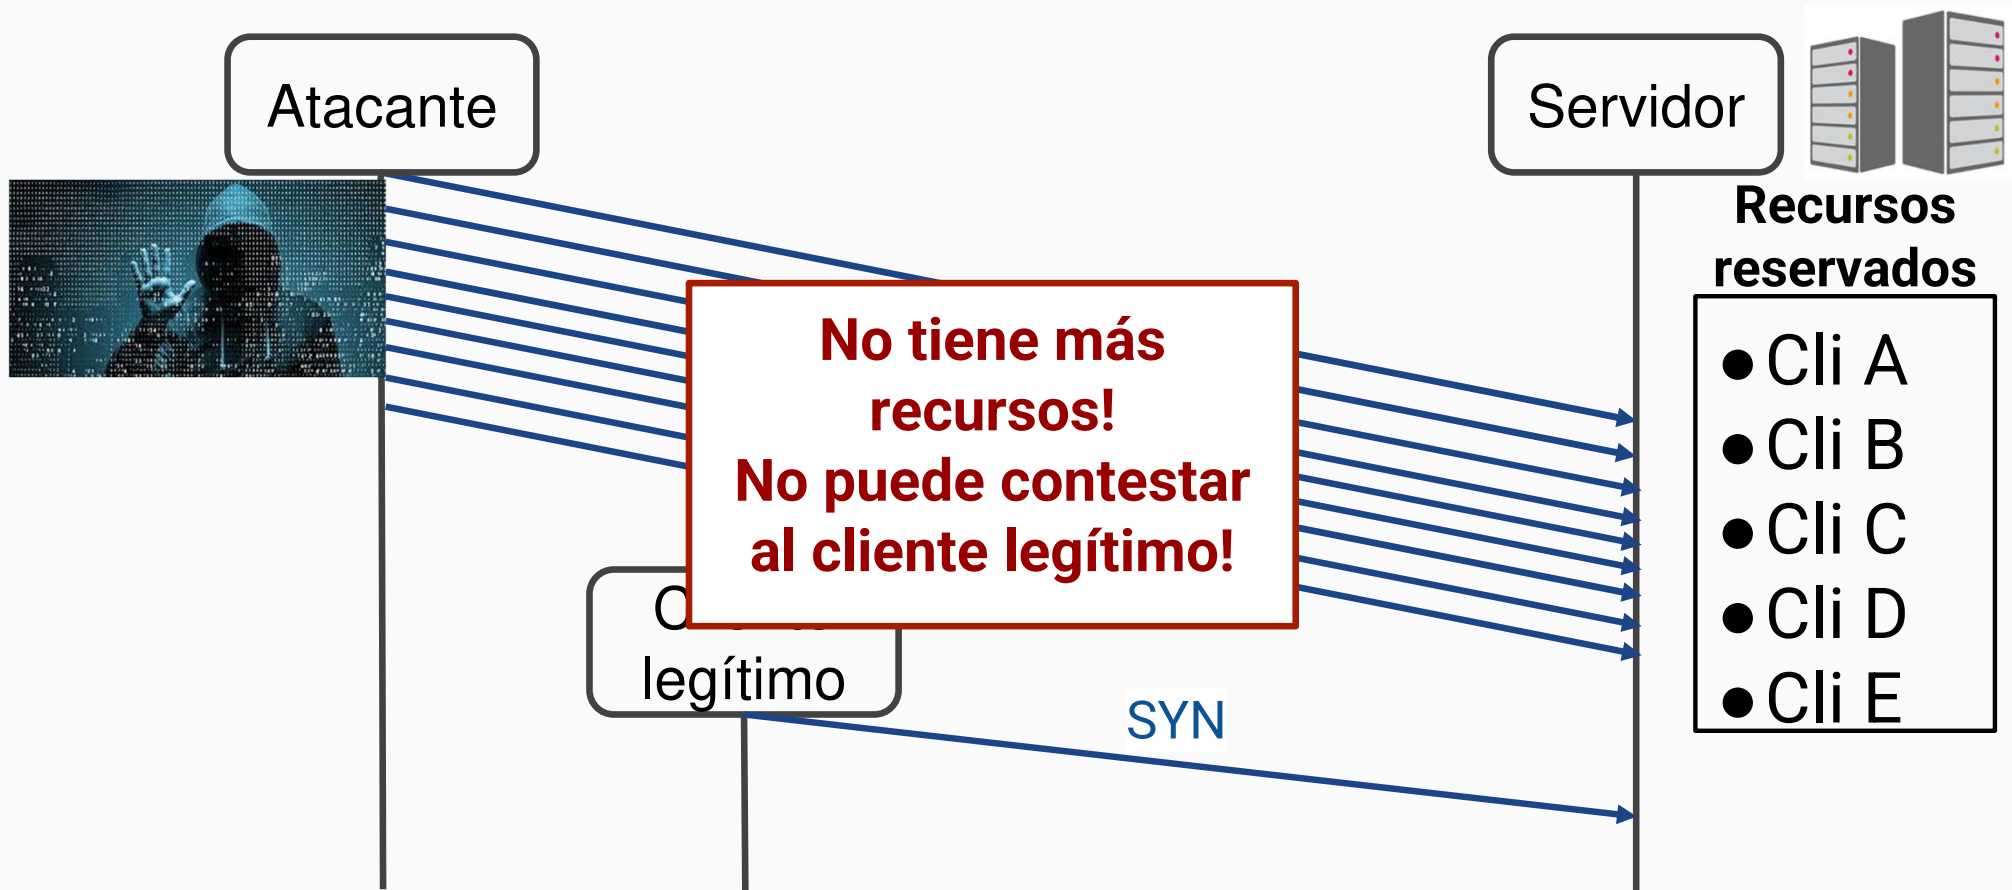 Atacante
Servidor
Recursos
reservados
No tiene más
recursos!
No puede contestar
al cliente legítimo!
• Cli A
• Cli B
• Cli C
• Cli D
• Cli E
legítimo
SYN